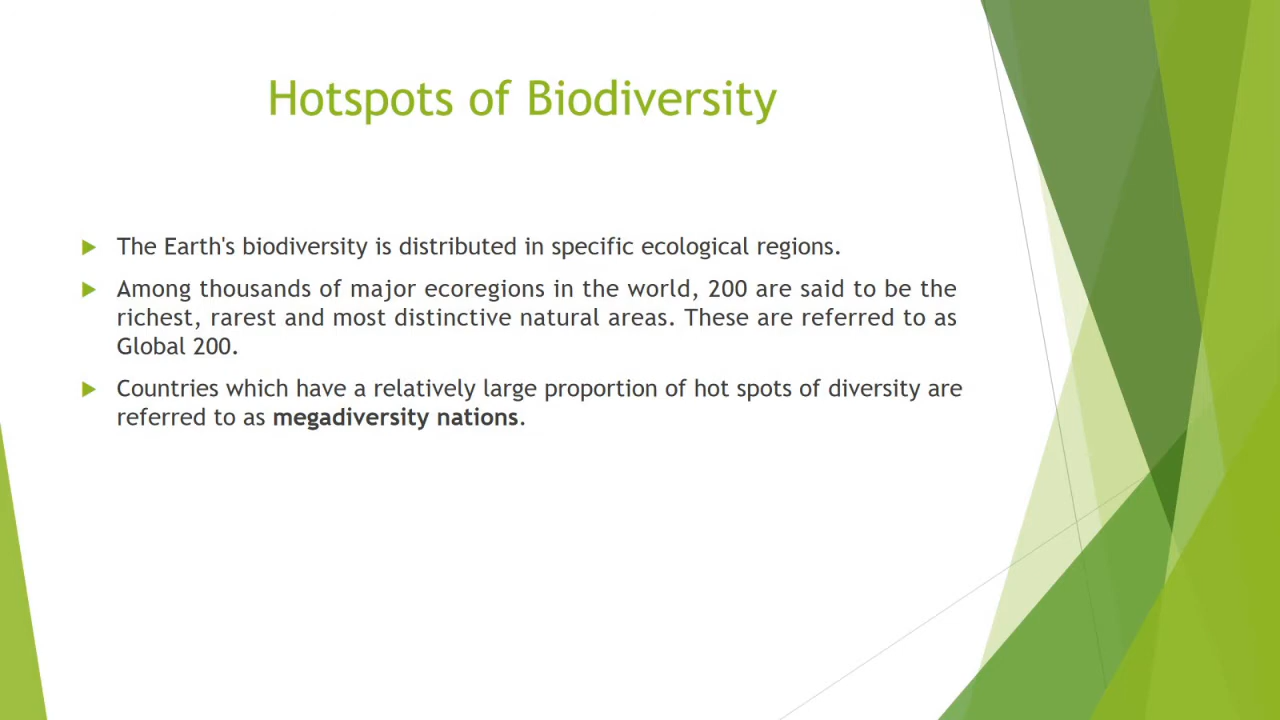 Hotspots of Biodiversity
The Earth's biodiversity is distributed in specific ecological regions.
Among thousands of major ecoregions in the world, 200 are said to be the
richest, rarest and most distinctive natural areas. These are referred to as
Global 200.
Countries which have a relatively large proportion of hot spots of diversity are
referred to as megadiversity nations.